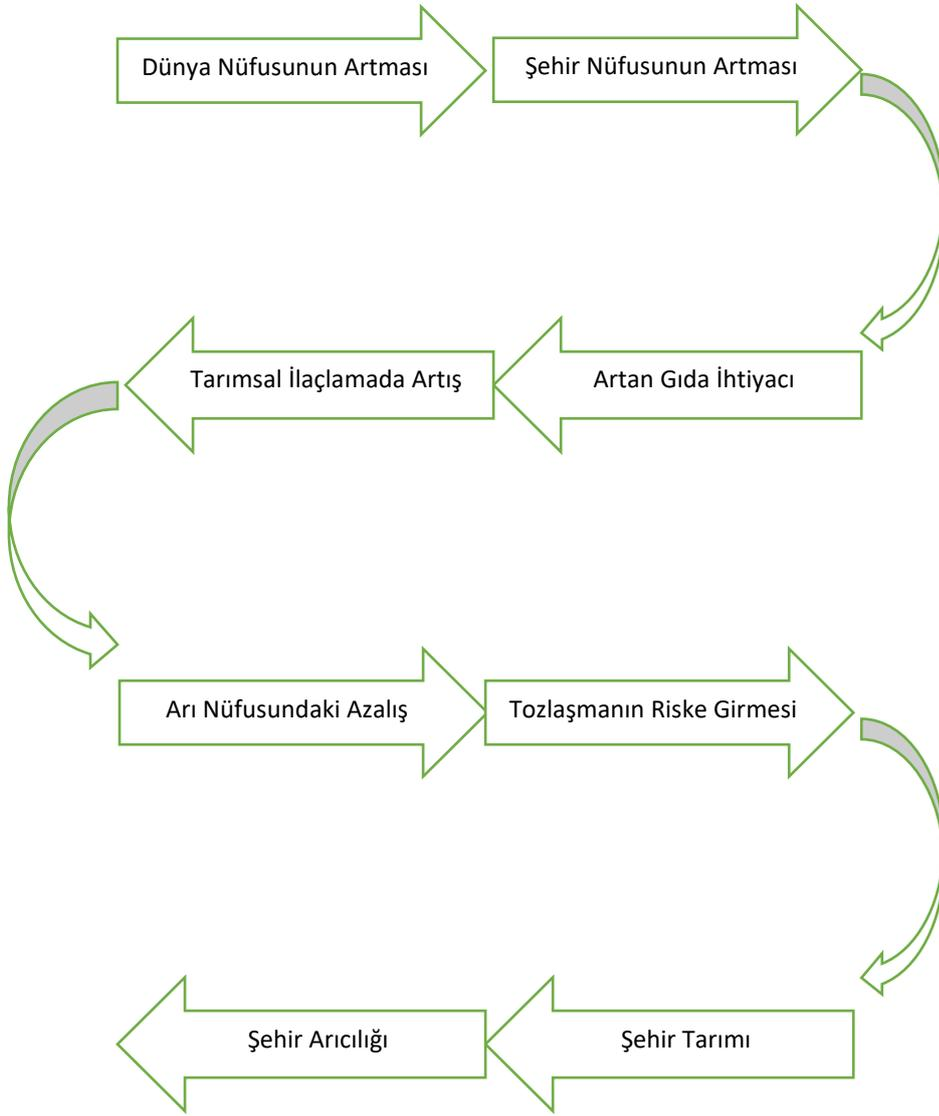 Dünya Nüfusunun Artması
Şehir Nüfusunun Artması
Artan Gıda İhtiyacı
Tarımsal İlaçlamada Artış
Arı Nüfusundaki Azalış
Tozlaşmanın Riske Girmesi
Şehir Tarımı
Şehir Arıcılığı